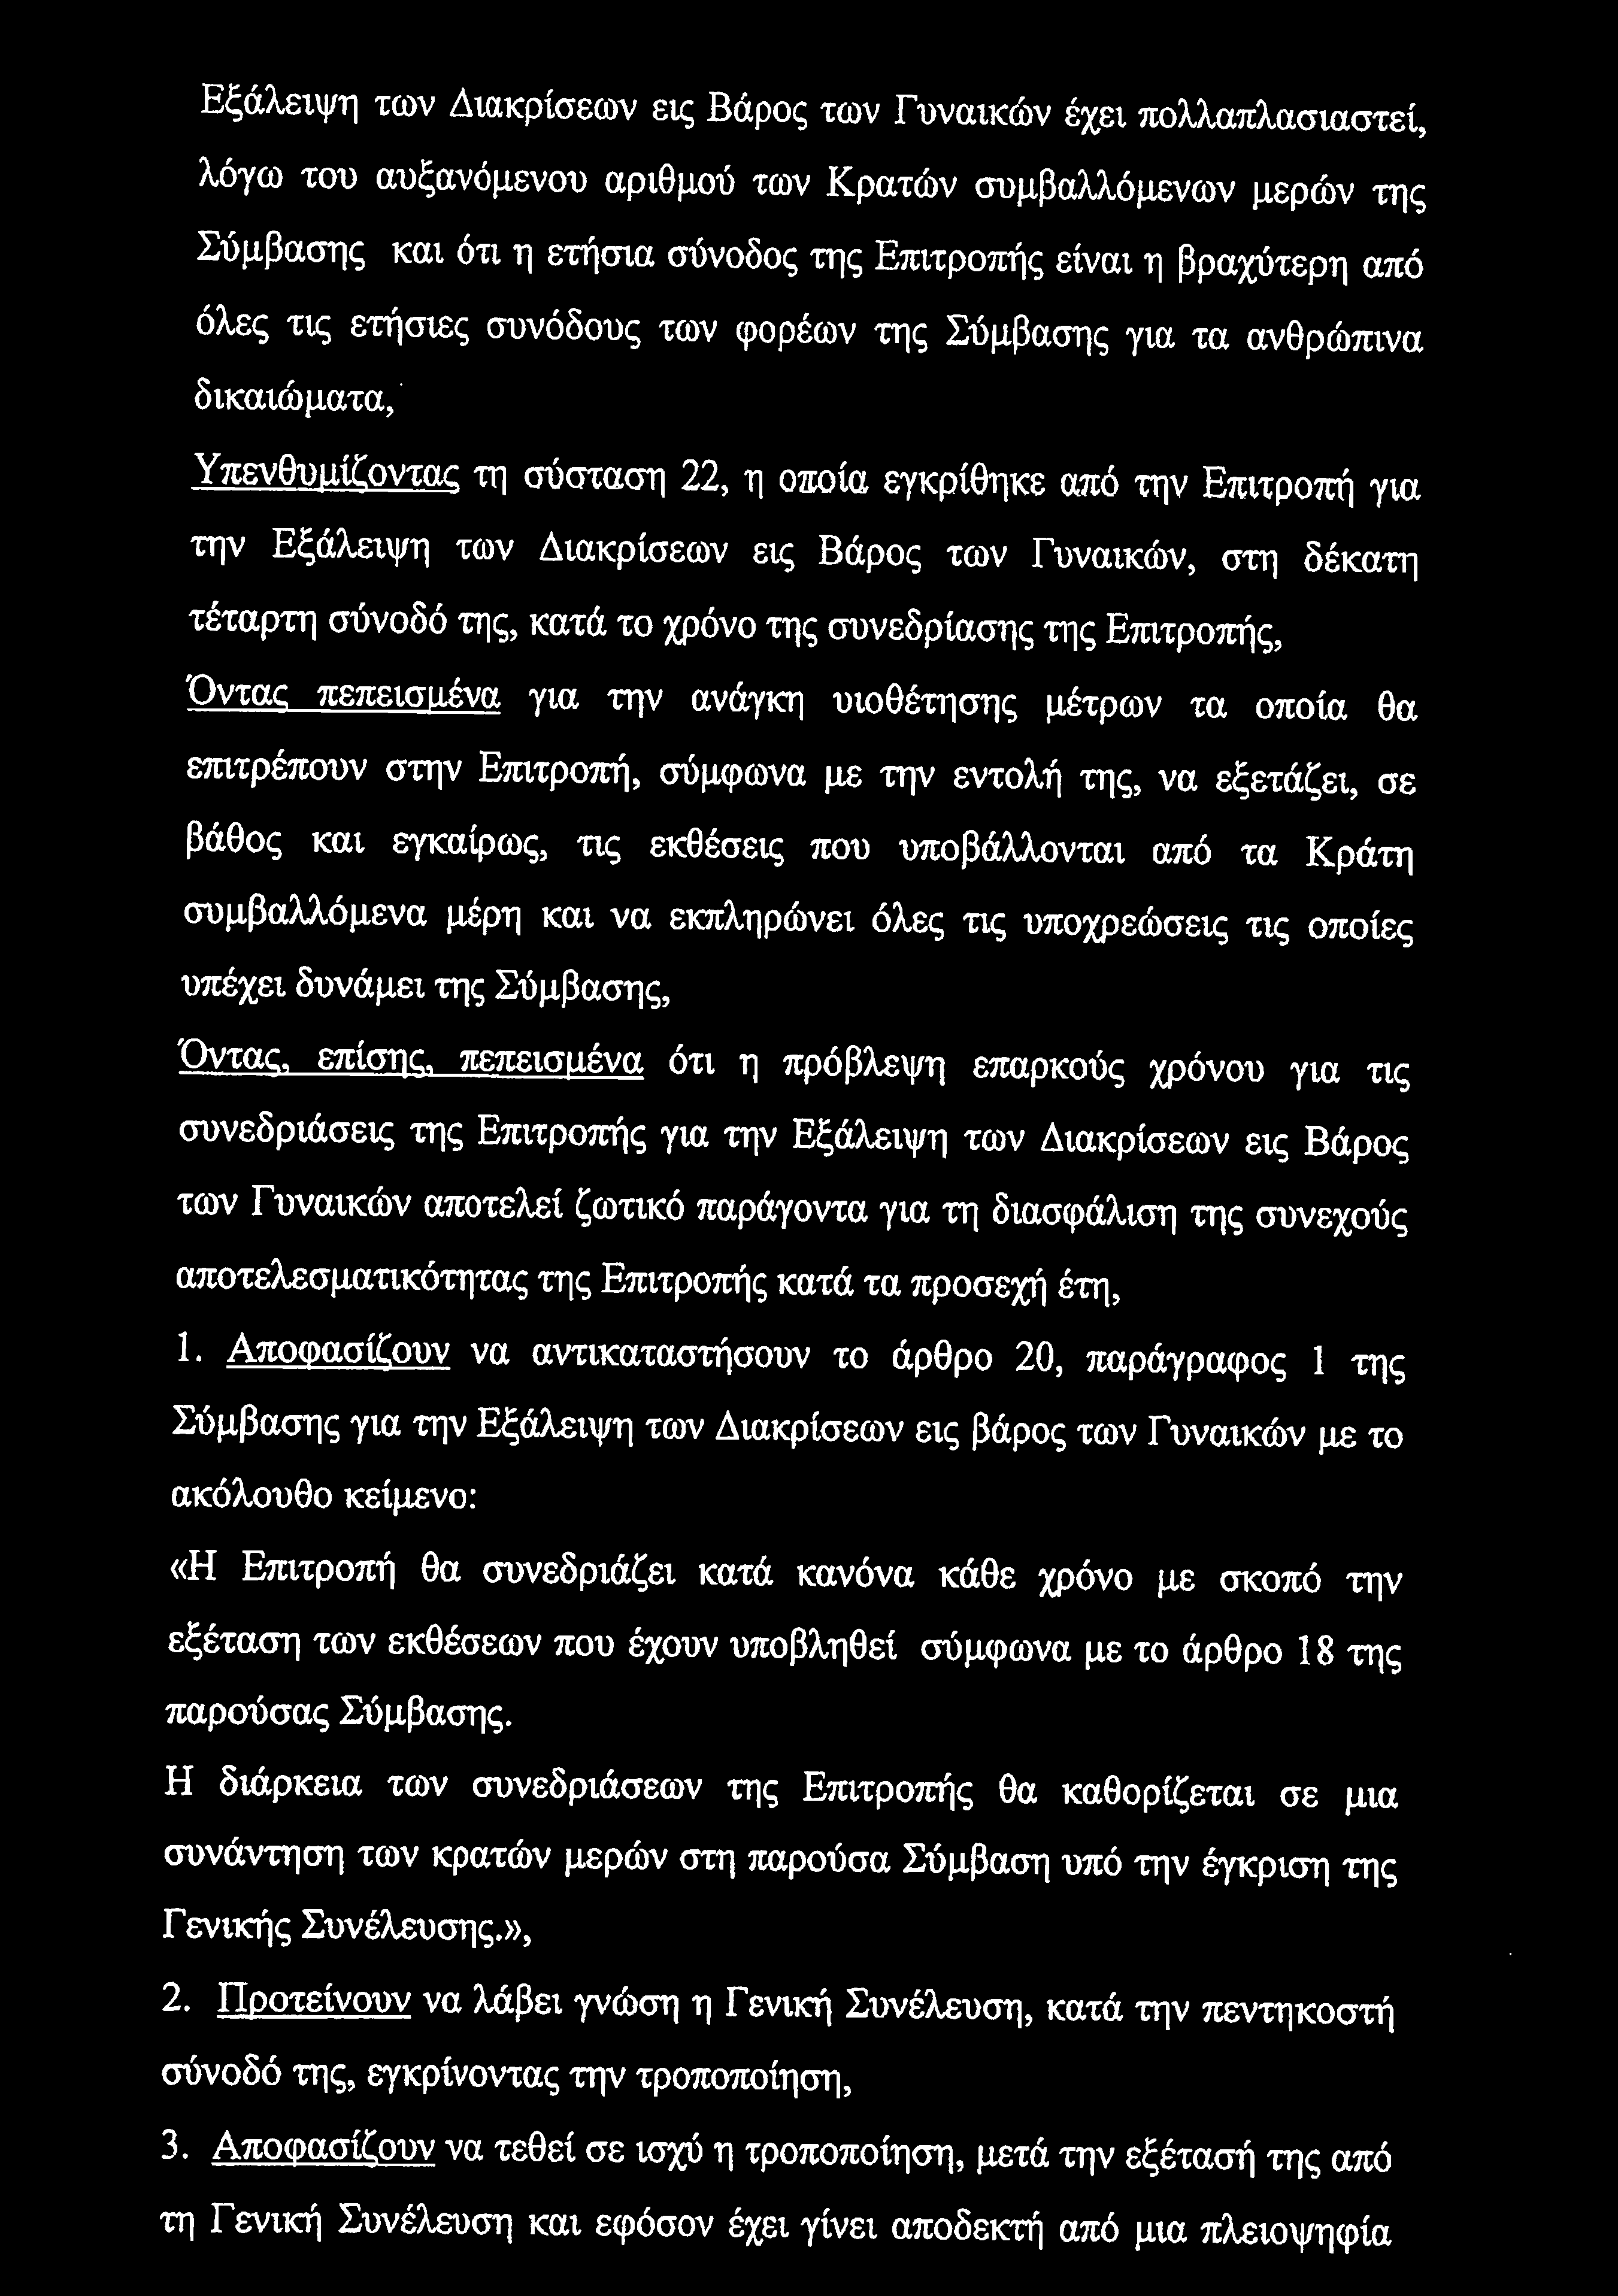 Εξάλειψη των Διακρίσεων εις Βάρος των Γυναικών έχει πολλαπλασιαστεί,
λόγω του αυξανόμενου αριθμού των Κρατών συμβαλλόμενων μερών της
Σύμβασης και ότι η ετήσια σύνοδος της Επιτροπής είναι η βραχύτερη από
όλες τις ετήσιες συνόδους των φορέων της Σύμβασης για τα ανθρώπινα
δικαιώματα,
Υπενθυμίζοντας τη σύσταση 22, η οποία εγκρίθηκε από την Επιτροπή για
την Εξάλειψη των Διακρίσεων εις Βάρος των Γυναικών, στη δέκατη
τέταρτη σύνοδό της, κατά το χρόνο της συνεδρίασης της Επιτροπής,
Όντας πεπεισμένα για την ανάγκη υιοθέτησης μέτρων τα οποία θα
επιτρέπουν στην Επιτροπή, σύμφωνα με την εντολή της, να εξετάζει, σε
βάθος και εγκαίρως, τις εκθέσεις που υποβάλλονται από τα Κράτη
συμβαλλόμενα μέρη και να εκπληρώνει όλες τις υποχρεώσεις τις οποίες
υπέχει δυνάμει της Σύμβασης,
Όντας, επίσης, πεπεισμένα ότι η πρόβλεψη επαρκούς χρόνου για τις
συνεδριάσεις της Επιτροπής για την Εξάλειψη των Διακρίσεων εις Βάρος
των Γυναικών αποτελεί ζωτικό παράγοντα για τη διασφάλιση της συνεχούς
αποτελεσματικότητας της Επιτροπής κατά τα προσεχή έτη,
1. Αποφασίζουν να αντικαταστήσουν το άρθρο 20, παράγραφος 1 της
Σύμβασης για την Εξάλειψη των Διακρίσεων εις βάρος των Γυναικών με το
ακόλουθο κείμενο:
«Η Επιτροπή θα συνεδριάζει κατά κανόνα κάθε χρόνο με σκοπό την
εξέταση των εκθέσεων που έχουν υποβληθεί σύμφωνα με το άρθρο 18 της
παρούσας Σύμβασης.
Η διάρκεια των συνεδριάσεων της Επιτροπής θα καθορίζεται σε μια
συνάντηση των κρατών μερών στη παρούσα Σύμβαση υπό την έγκριση της
Γενικής Συνέλευσης.»,
2. Προτείνουν να λάβει γνώση η Γενική Συνέλευση, κατά την πεντηκοστή
σύνοδό της, εγκρίνοντας την τροποποίηση,
3. Αποφασίζουν να τεθεί σε ισχύ η τροποποίηση, μετά την εξέτασή της από
τη Γενική Συνέλευση και εφόσον έχει γίνει αποδεκτή από μια πλειοψηφία